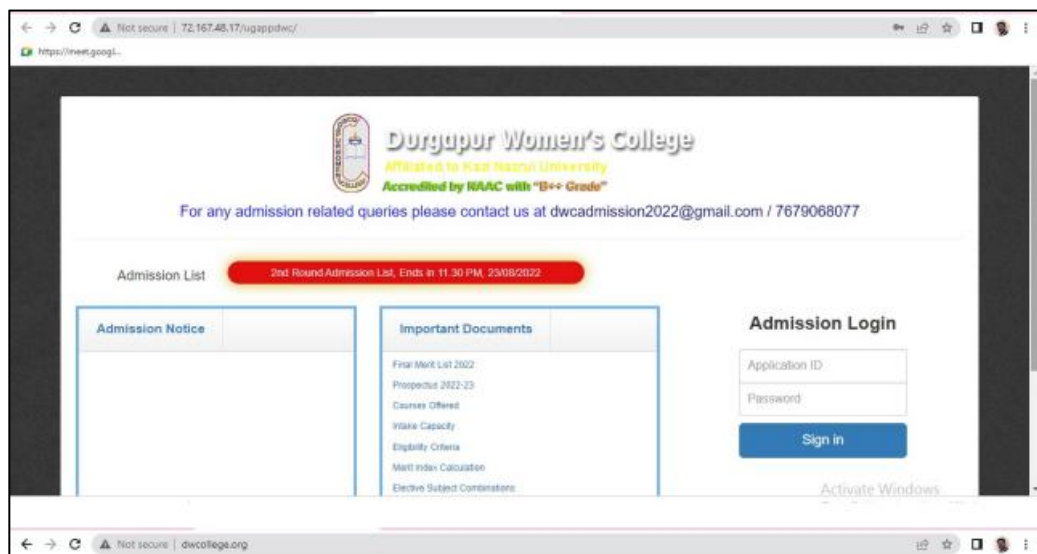 Not secure | 72.167.48.17/ugappdwc/
https://meet.googl...
Durgapur Women's College
Affiliated to Kazi Nazrul University
Accredited by NAAC with "B++ Grade"
For any admission related queries please contact us at dwcadmission2022@gmail.com / 7679068077
Admission List
2nd Round Admission List, Ends in 11.30 PM, 23/08/2022
Admission Notice
Important Documents
Final Merit List 2022
Prospectus 2022-23
Courses Offered
Intake Capacity
Eligibility Criteria
Merit Index Calculation
Elective Subject Combinations
Admission Login
Application ID
Password
Sign in
Activate Windows
Not secure | dwcollege.org